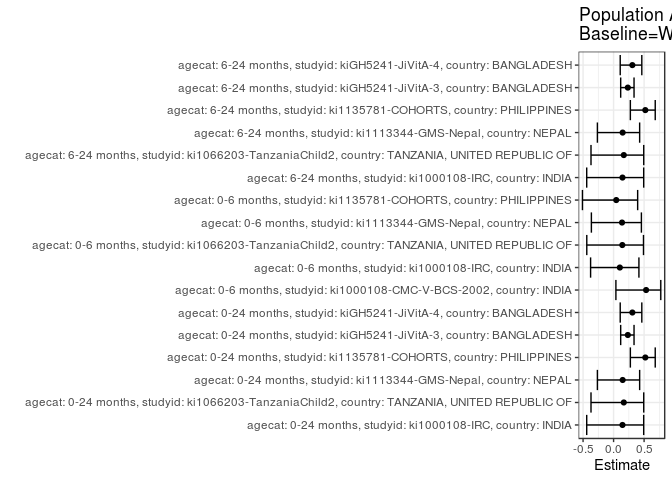 Population A
Baseline=W
agecat: 6-24 months, studyid: kiGH5241-JiVitA-4, country: BANGLADESH
agecat: 6-24 months, studyid: kiGH5241-JiVitA-3, country: BANGLADESH
agecat: 6-24 months, studyid: ki1135781-COHORTS, country: PHILIPPINES
agecat: 6-24 months, studyid: ki1113344-GMS-Nepal, country: NEPAL
agecat: 6-24 months, studyid: ki1066203-TanzaniaChild2, country: TANZANIA, UNITED REPUBLIC OF
agecat: 6-24 months, studyid: ki1000108-IRC, country: INDIA
agecat: 0-6 months, studyid: ki1135781-COHORTS, country: PHILIPPINES
agecat: 0-6 months, studyid: ki1113344-GMS-Nepal, country: NEPAL
agecat: 0-6 months, studyid: ki1066203-TanzaniaChild2, country: TANZANIA, UNITED REPUBLIC OF
agecat: 0-6 months, studyid: ki1000108-IRC, country: INDIA
agecat: 0-6 months, studyid: ki1000108-CMC-V-BCS-2002, country: INDIA
agecat: 0-24 months, studyid: kiGH5241-JiVitA-4, country: BANGLADESH
agecat: 0-24 months, studyid: kiGH5241-JiVitA-3, country: BANGLADESH
agecat: 0-24 months, studyid: ki1135781-COHORTS, country: PHILIPPINES
agecat: 0-24 months, studyid: ki1113344-GMS-Nepal, country: NEPAL
agecat: 0-24 months, studyid: ki1066203-TanzaniaChild2, country: TANZANIA, UNITED REPUBLIC OF
agecat: 0-24 months, studyid: ki1000108-IRC, country: INDIA
-0.5 0.0 0.5
Estimate